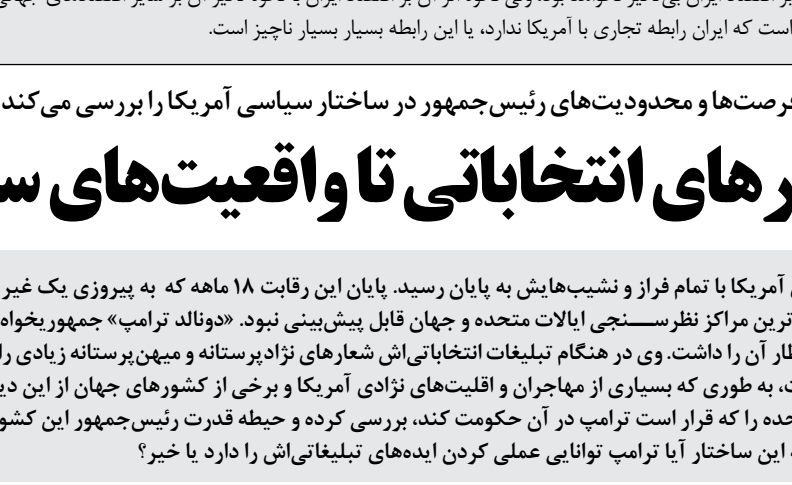 است که ایران رابطه تجاری با آمریکا ندارد، یا این رابطه بسیار بسیار ناچیز است.
فرصت‌ها و محدودیت‌های رئیس‌جمهور در ساختار سیاسی آمریکا را بررسی می‌کند
های انتخاباتی تا واقعیت‌های
آمریکا با تمام فراز و نشیب‌هایش به پایان رسید. پایان این رقابت ۱۸ ماهه که به پیروزی یک غیر
ترین مراکز نظرسنجی ایالات متحده و جهان قابل پیش‌بینی نبود. «دونالد ترامپ» جمهوریخواه
آن را داشت. وی در هنگام تبلیغات انتخاباتی‌اش شعارهای نژادپرستانه و میهن‌پرستانه زیادی را
به طوری که بسیاری از مهاجران و اقلیت‌های نژادی آمریکا و برخی از کشورهای جهان از این
را که قرار است ترامپ در آن حکومت کند، بررسی کرده و حیطه قدرت رئیس‌جمهور این
این ساختار آیا ترامپ توانایی عملی کردن ایده‌های تبلیغاتی‌اش را دارد یا خیر؟